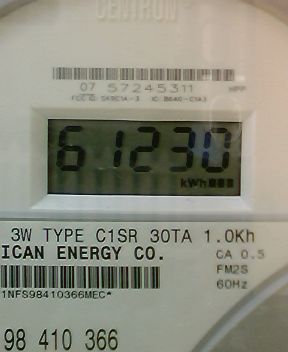 CENTRON
07 57245311
61230
kWh
3W TYPE C1SR 30TA 1.0Kh
ICAN ENERGY CO.
CA 0.5
FM2S
60Hz
1NFS98410366MEC*
98 410 366